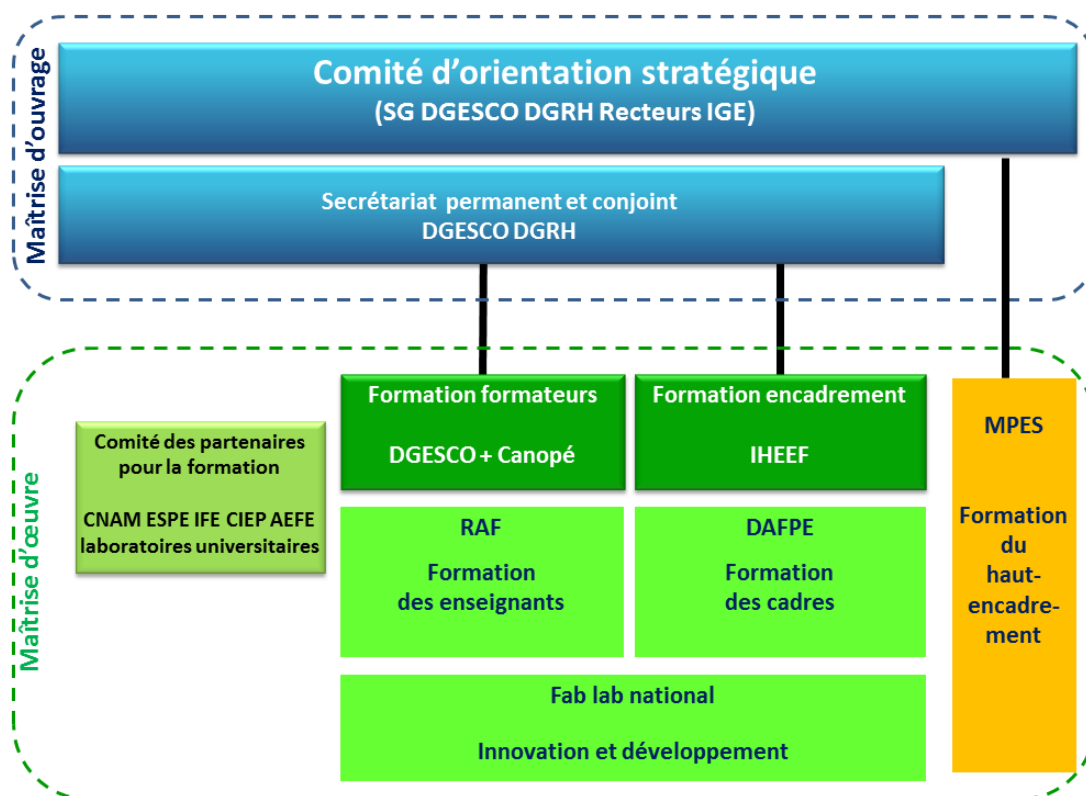 Maîtrise d'ouvrage
Comité d'orientation stratégique
(SG DGESCO DGRH Recteurs IGE)
Secrétariat permanent et conjoint
DGESCO DGRH
Maîtrise d'œuvre
Comité des partenaires
pour la formation
CNAM ESPE IFE CIEP AEFE
laboratoires universitaires
Formation formateurs
DGESCO + Canopé
Formation encadrement
IHEEF
RAF
Formation
des enseignants
DAFPE
Formation
des cadres
Fab lab national
Innovation et développement
MPES
Formation
du
haut-
encadre-
ment